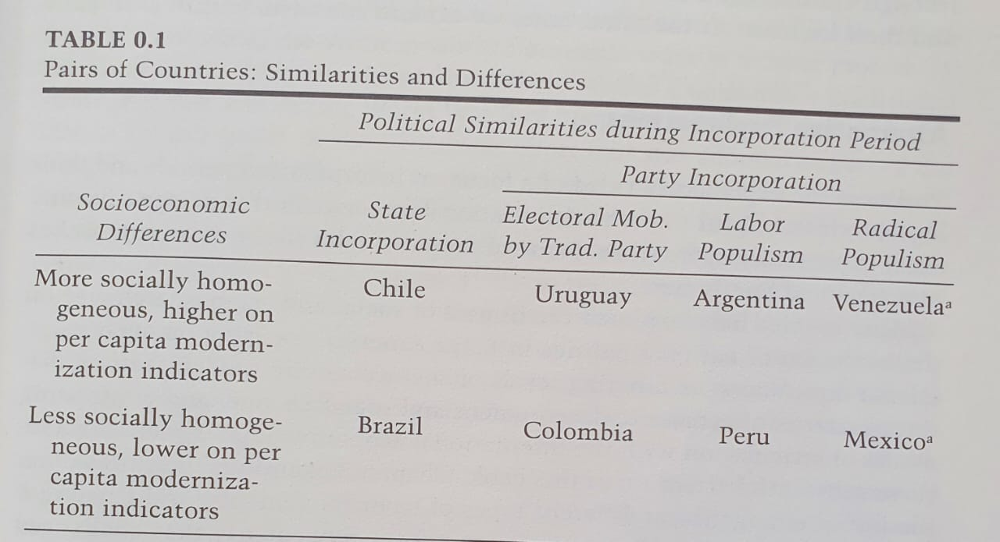 TABLE 0.1
Pairs of Countries: Similarities and Differences
Political Similarities during Incorporation Period
Party Incorporation
Socioeconomic State Electoral Mob. Labor Radical
Differences Incorporation by Trad. Party Populism Populism
More socially homo- Chile Uruguay Argentina Venezuelaᵃ
geneous, higher on
per capita modern-
ization indicators
Less socially homoge- Brazil Colombia Peru Mexicoᵃ
neous, lower on per
capita moderniza-
tion indicators